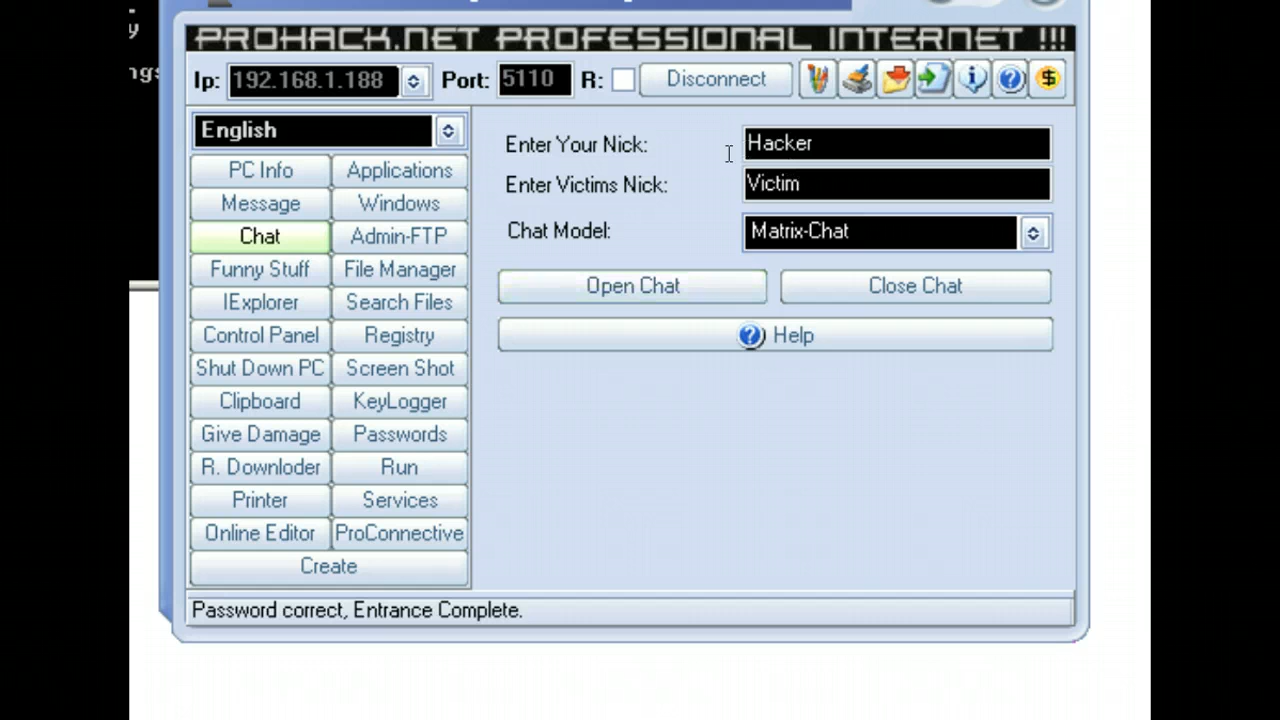 PROHACK.NET PROFESSIONAL INTERNET !!!
Ip: 192.168.1.188 Port: 5110 R: Disconnect
English
PC Info Applications
Message Windows
Chat Admin-FTP
Funny Stuff File Manager
IExplorer Search Files
Control Panel Registry
Shut Down PC Screen Shot
Clipboard KeyLogger
Give Damage Passwords
R. Downloder Run
Printer Services
Online Editor ProConnective
Create
Enter Your Nick: Hacker
Enter Victims Nick: Victim
Chat Model: Matrix-Chat
Open Chat Close Chat
Help
Password correct, Entrance Complete.